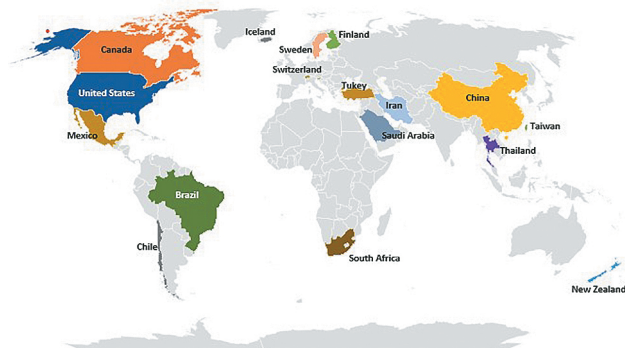 Iceland
Finland
Canada
Sweden
Switzerland
United States
Tukey
China
Iran
Mexico
Saudi Arabia
Taiwan
Thailand
Brazil
Chile
South Africa
New Zealand